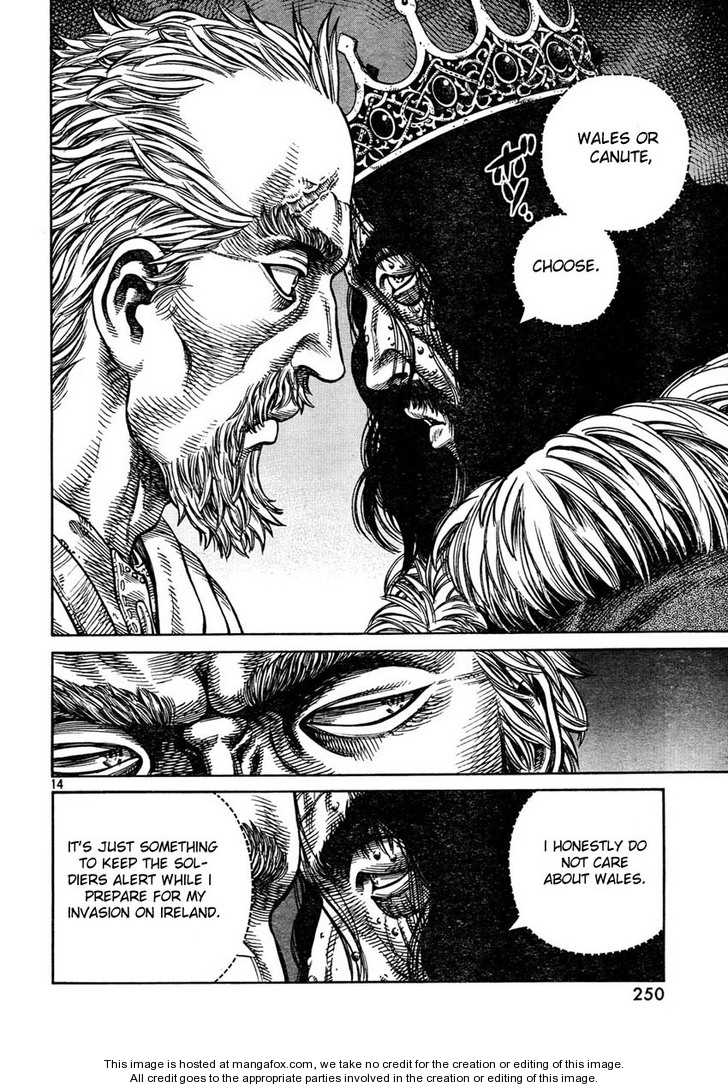 WALES OR
CANUTE,
ボソッ
CHOOSE.
14
I HONESTLY DO
NOT CARE
ABOUT WALES.
IT'S JUST SOMETHING
TO KEEP THE SOL-
DIERS ALERT WHILE I
PREPARE FOR MY
INVASION ON IRELAND.
250
This image is hosted at mangafox.com, we take no credit for the creation or editing of this image.
All credit goes to the appropriate parties involved in the creation or editing of this image.